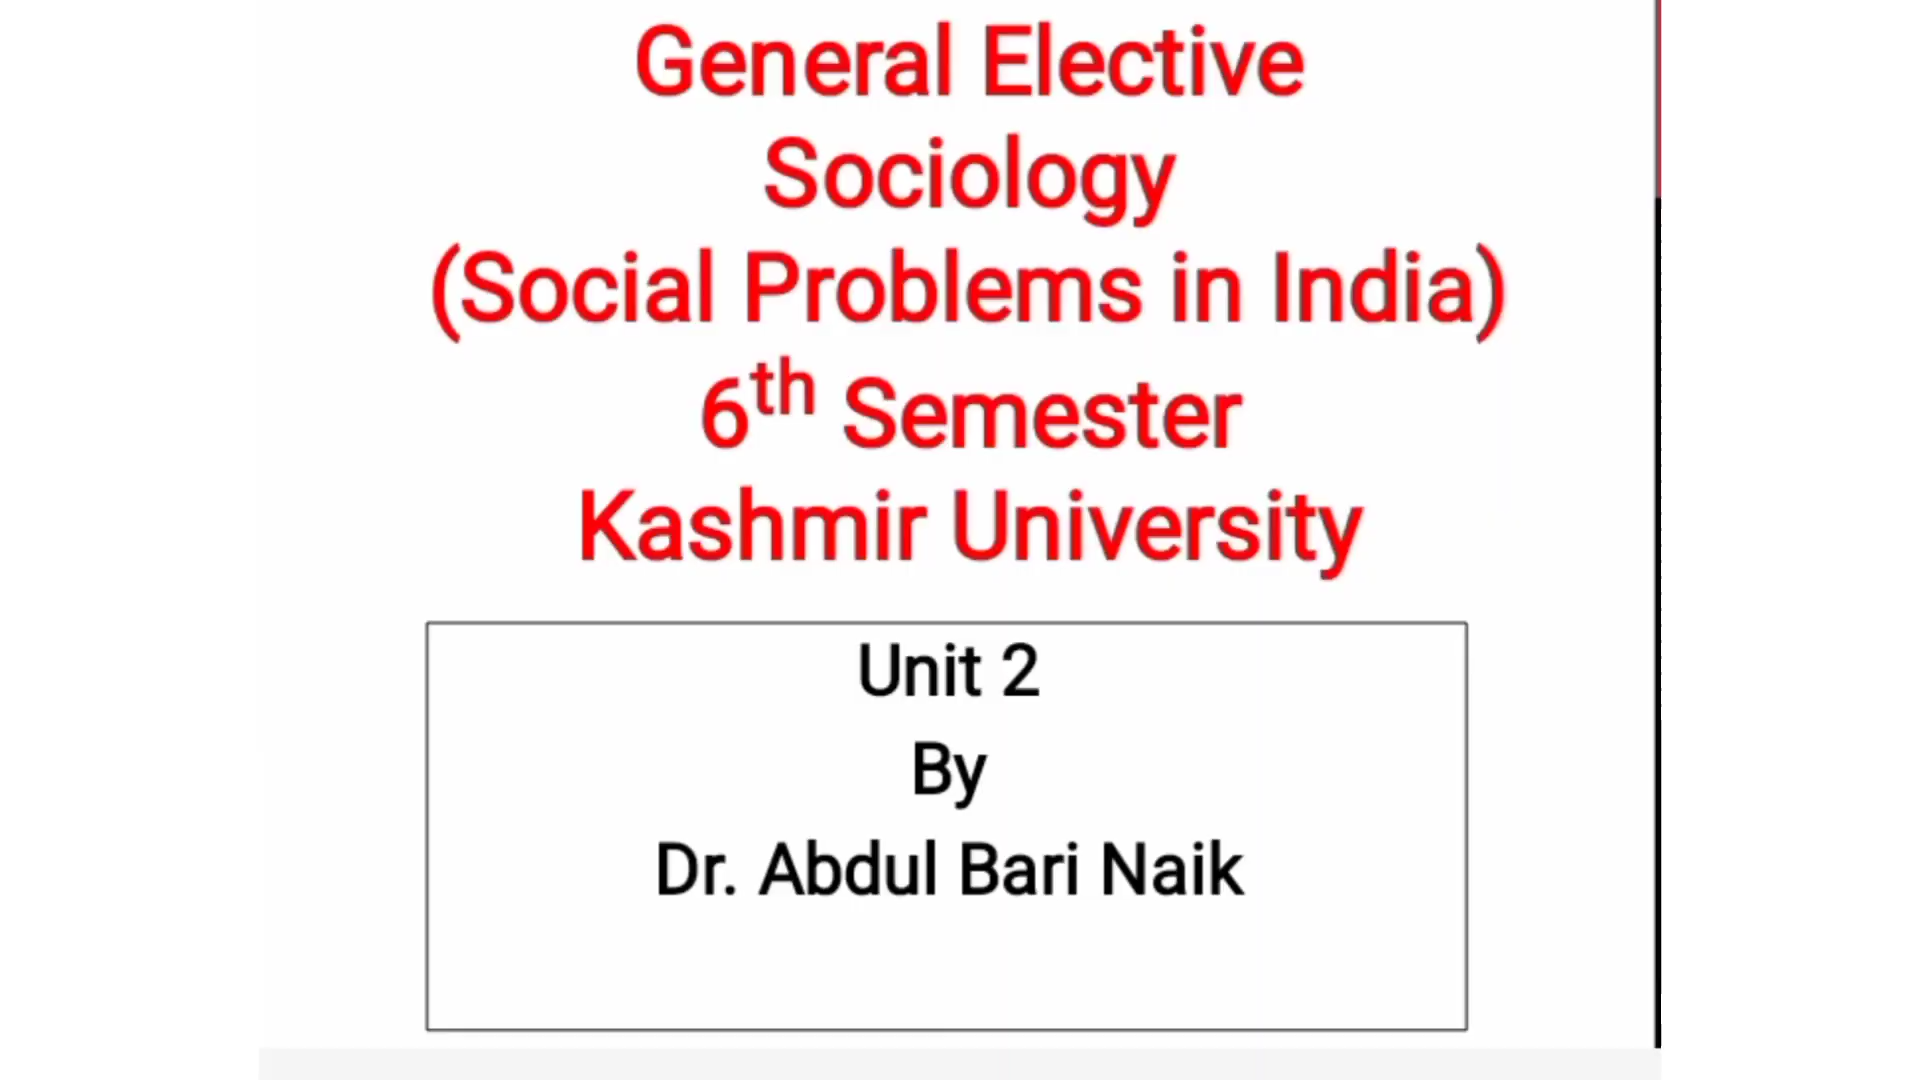 General Elective
Sociology
(Social Problems in India)
6th Semester
Kashmir University
Unit 2
By
Dr. Abdul Bari Naik